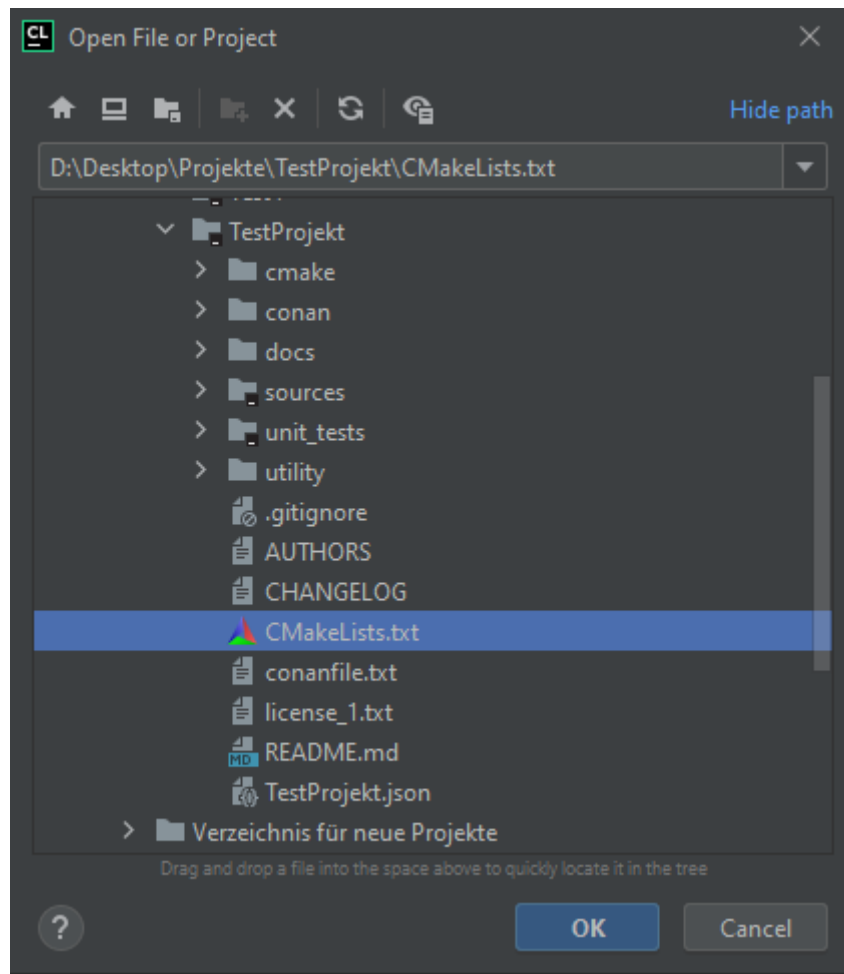 CL Open File or Project
Hide path
D:\Desktop\Projekte\TestProjekt\CMakeLists.txt
TestProjekt
cmake
conan
docs
sources
unit_tests
utility
.gitignore
AUTHORS
CHANGELOG
CMakeLists.txt
conanfile.txt
license_1.txt
MD README.md
TestProjekt.json
Verzeichnis für neue Projekte
Drag and drop a file into the space above to quickly locate it in the tree
? OK Cancel